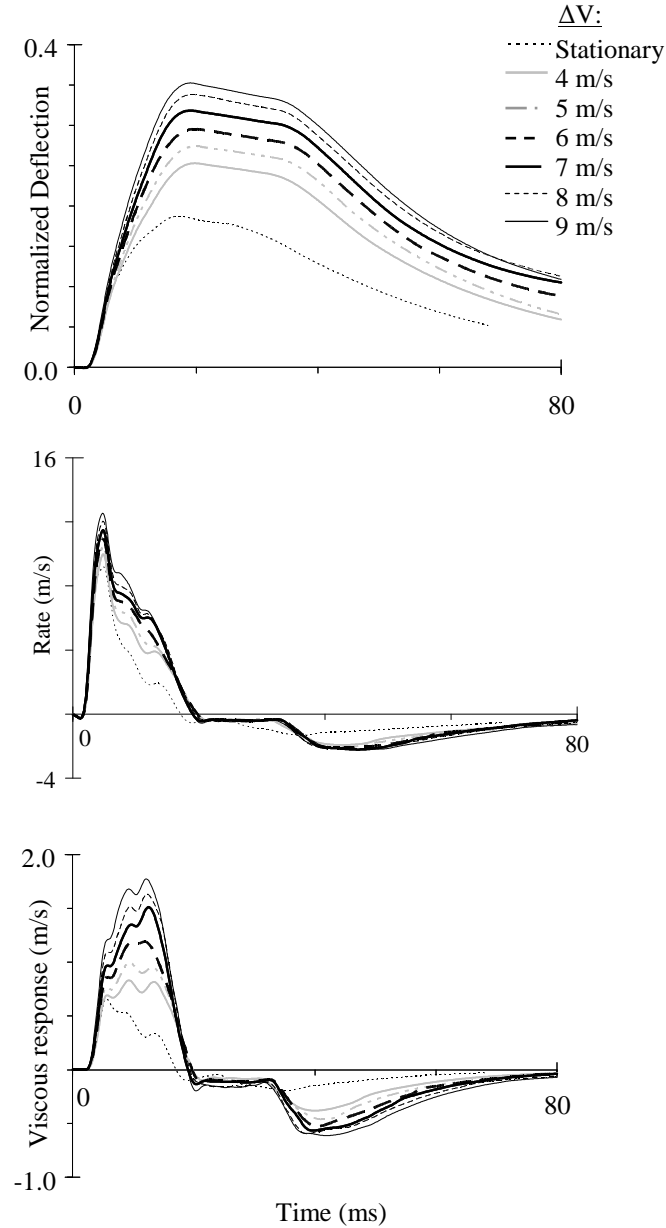 ΔV:
Stationary
4 m/s
5 m/s
6 m/s
7 m/s
8 m/s
9 m/s
0.4
Normalized Deflection
0.0
0
80
16
Rate (m/s)
0
80
-4
2.0
Viscous response (m/s)
0
80
-1.0
Time (ms)